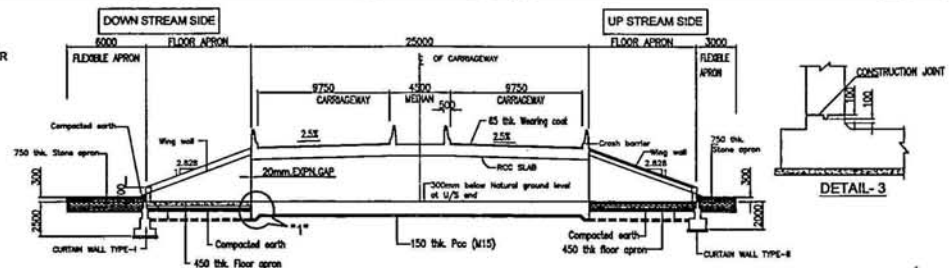 DOWN STREAM SIDE
UP STREAM SIDE
R
6000
FLOOR APRON
25000
FLOOR APRON
3000
FLEXIBLE APRON
OF CARRIAGEWAY
FLEXIBLE
APRON
9750
4500
9750
CARRIAGEWAY
MEDIAN
CARRIAGEWAY
500
CONSTRUCTION JOINT
100
100
Compacted earth
Wing wall
2.5%
65 thk. Wearing coat
2.5%
Crash barrier
Wing wall
750 thk. Stone apron
2.828
1
RCC SLAB
2.828
1
750 thk.
Stone apron
20mm.EXPN.GAP
300mm below Natural ground level
at U/S end
DETAIL- 3
300
300
2500
2000
"1"
CURTAIN WALL TYPE-I
Compacted earth
150 thk. Pcc (M15)
Compacted earth
450 thk floor apron
CURTAIN WALL TYPE-II
450 thk. Floor apron